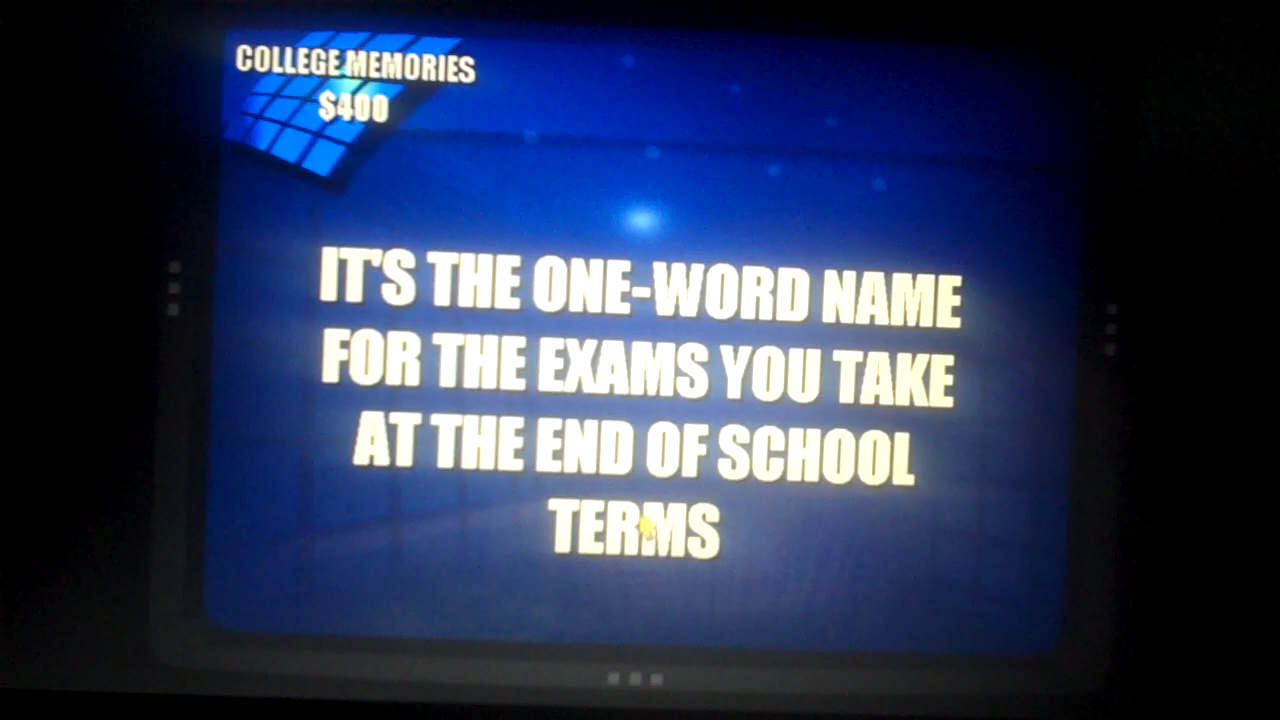 COLLEGE MEMORIES
$400
IT'S THE ONE-WORD NAME
FOR THE EXAMS YOU TAKE
AT THE END OF SCHOOL
TERMS